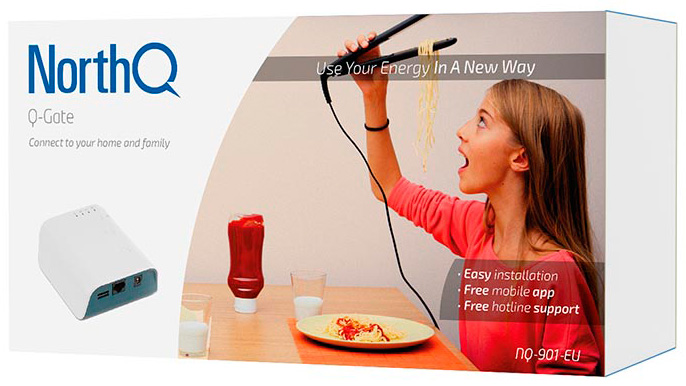 NorthQ
Q-Gate
Connect to your home and family
Use Your Energy In A New Way
• Easy installation
• Free mobile app
• Free hotline support
NQ-901-EU